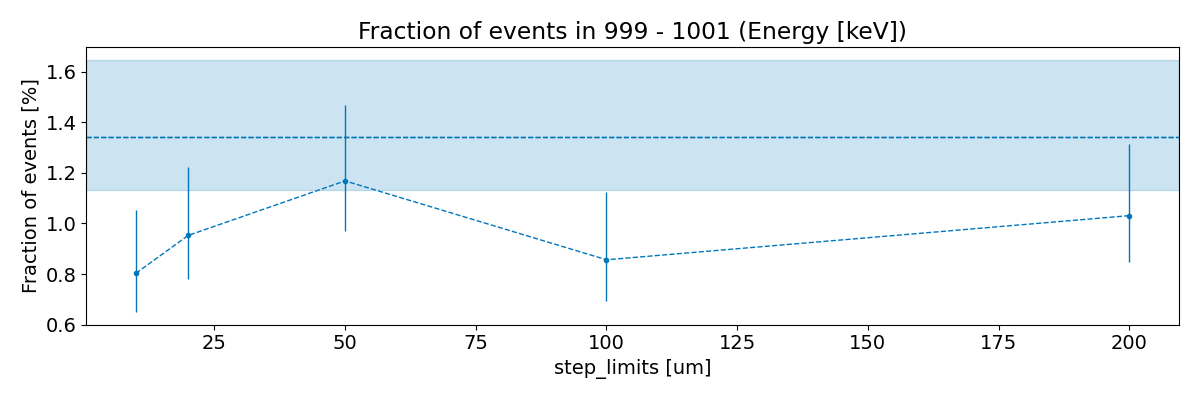 Fraction of events in 999 - 1001 (Energy [keV])
Fraction of events [%]
1.6
1.4
1.2
1.0
0.8
0.6
25 50 75 100 125 150 175 200
step_limits [um]